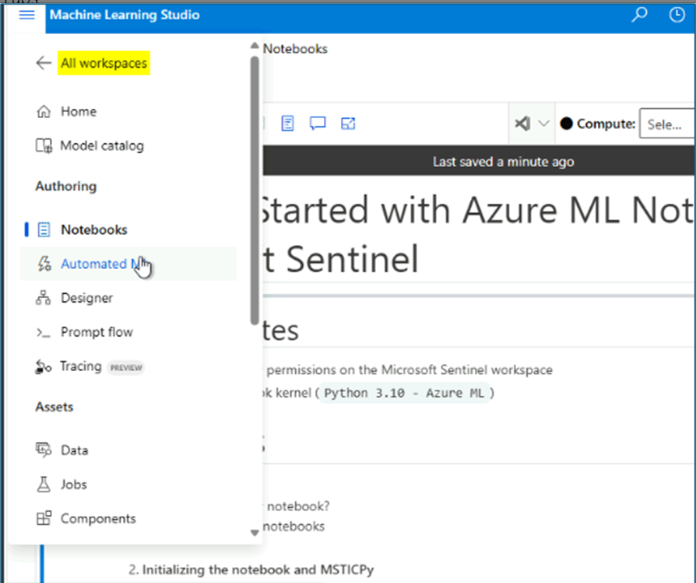 Machine Learning Studio
All workspaces
Notebooks
Home
Model catalog
Compute:
Sele...
Last saved a minute ago
Authoring
Started with Azure ML Not
t Sentinel
Notebooks
Automated
Designer
Prompt flow
Tracing PREVIEW
tes
permissions on the Microsoft Sentinel workspace
k kernel ( Python 3.10 - Azure ML )
Assets
Data
Jobs
Components
notebook?
notebooks
2. Initializing the notebook and MSTICPy